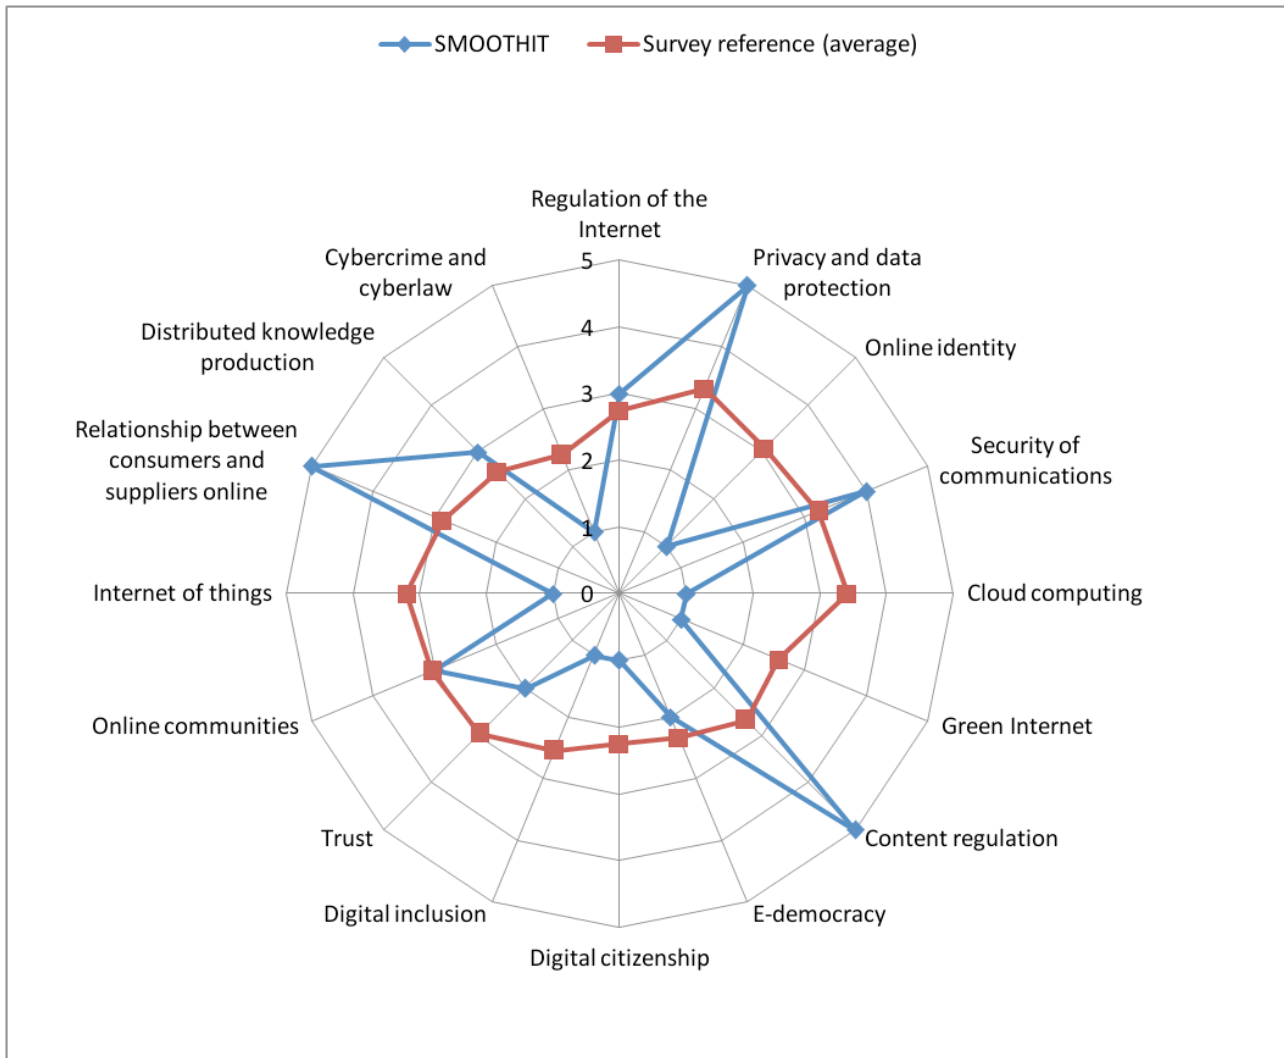 SMOOTHIT
Survey reference (average)
Regulation of the
Internet
Privacy and data
protection
Online identity
Security of
communications
Cloud computing
Green Internet
Content regulation
E-democracy
Digital citizenship
Digital inclusion
Trust
Online communities
Internet of things
Relationship between
consumers and
suppliers online
Distributed knowledge
production
Cybercrime and
cyberlaw
5
4
3
2
1
0